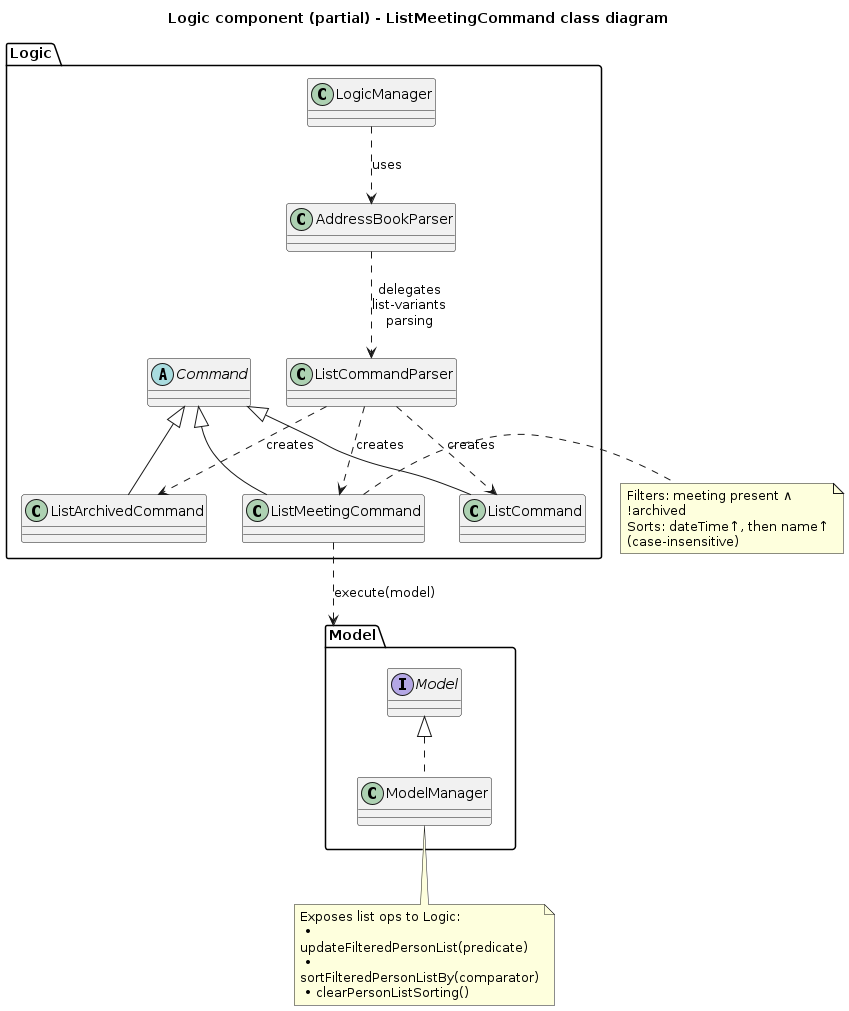 Logic component (partial) - ListMeetingCommand class diagram
Logic
C LogicManager
uses
C AddressBookParser
delegates
list-variants
parsing
A Command
C ListCommandParser
creates
creates
creates
C ListArchivedCommand
C ListMeetingCommand
C ListCommand
Filters: meeting present ∧
!archived
Sorts: dateTime↑, then name↑
(case-insensitive)
execute(model)
Model
I Model
C ModelManager
Exposes list ops to Logic:
•
updateFilteredPersonList(predicate)
•
sortFilteredPersonListBy(comparator)
• clearPersonListSorting()